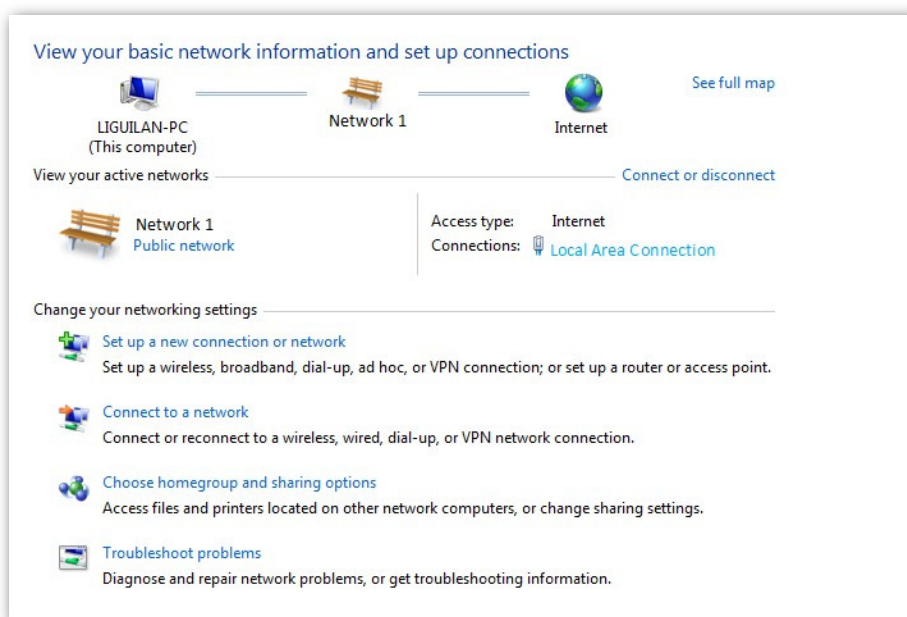 View your basic network information and set up connections
See full map
LIGUILAN-PC
(This computer)
Network 1
Internet
View your active networks
Connect or disconnect
Network 1
Public network
Access type: Internet
Connections: Local Area Connection
Change your networking settings
Set up a new connection or network
Set up a wireless, broadband, dial-up, ad hoc, or VPN connection; or set up a router or access point.
Connect to a network
Connect or reconnect to a wireless, wired, dial-up, or VPN network connection.
Choose homegroup and sharing options
Access files and printers located on other network computers, or change sharing settings.
Troubleshoot problems
Diagnose and repair network problems, or get troubleshooting information.